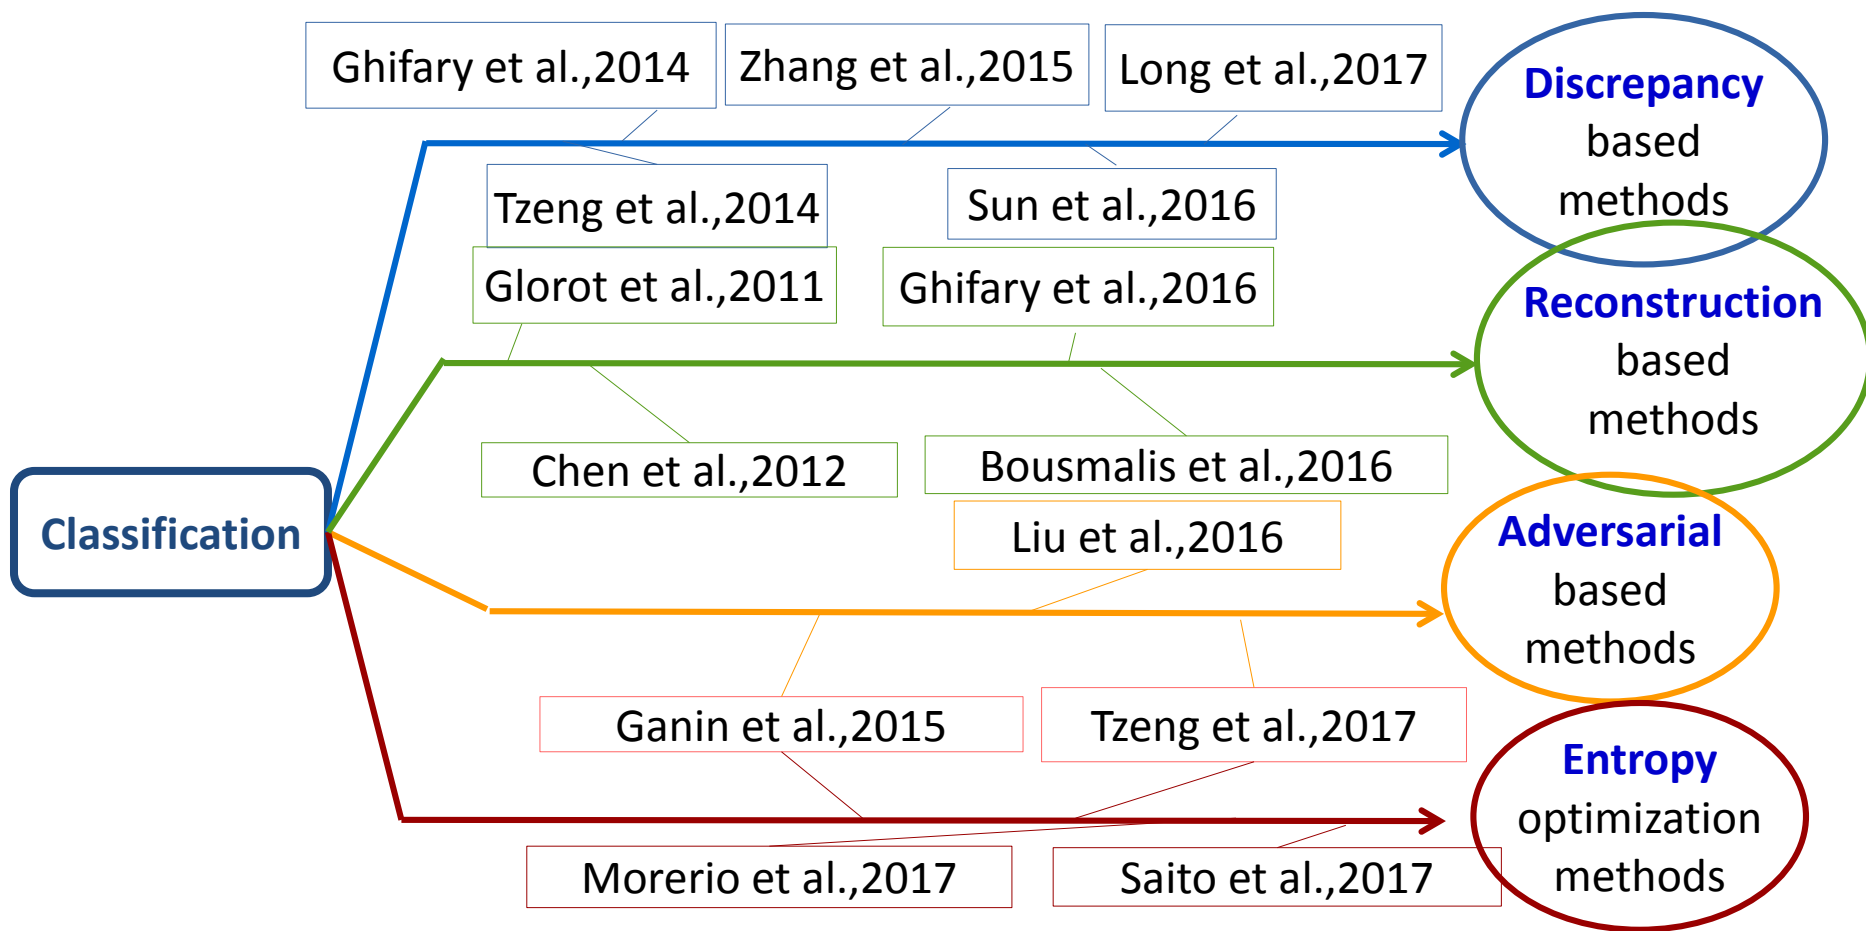 Ghifary et al.,2014
Zhang et al.,2015
Long et al.,2017
Discrepancy
based
methods
Tzeng et al.,2014
Sun et al.,2016
Glorot et al.,2011
Ghifary et al.,2016
Reconstruction
based
methods
Chen et al.,2012
Bousmalis et al.,2016
Classification
Liu et al.,2016
Adversarial
based
methods
Ganin et al.,2015
Tzeng et al.,2017
Entropy
optimization
methods
Morerio et al.,2017
Saito et al.,2017